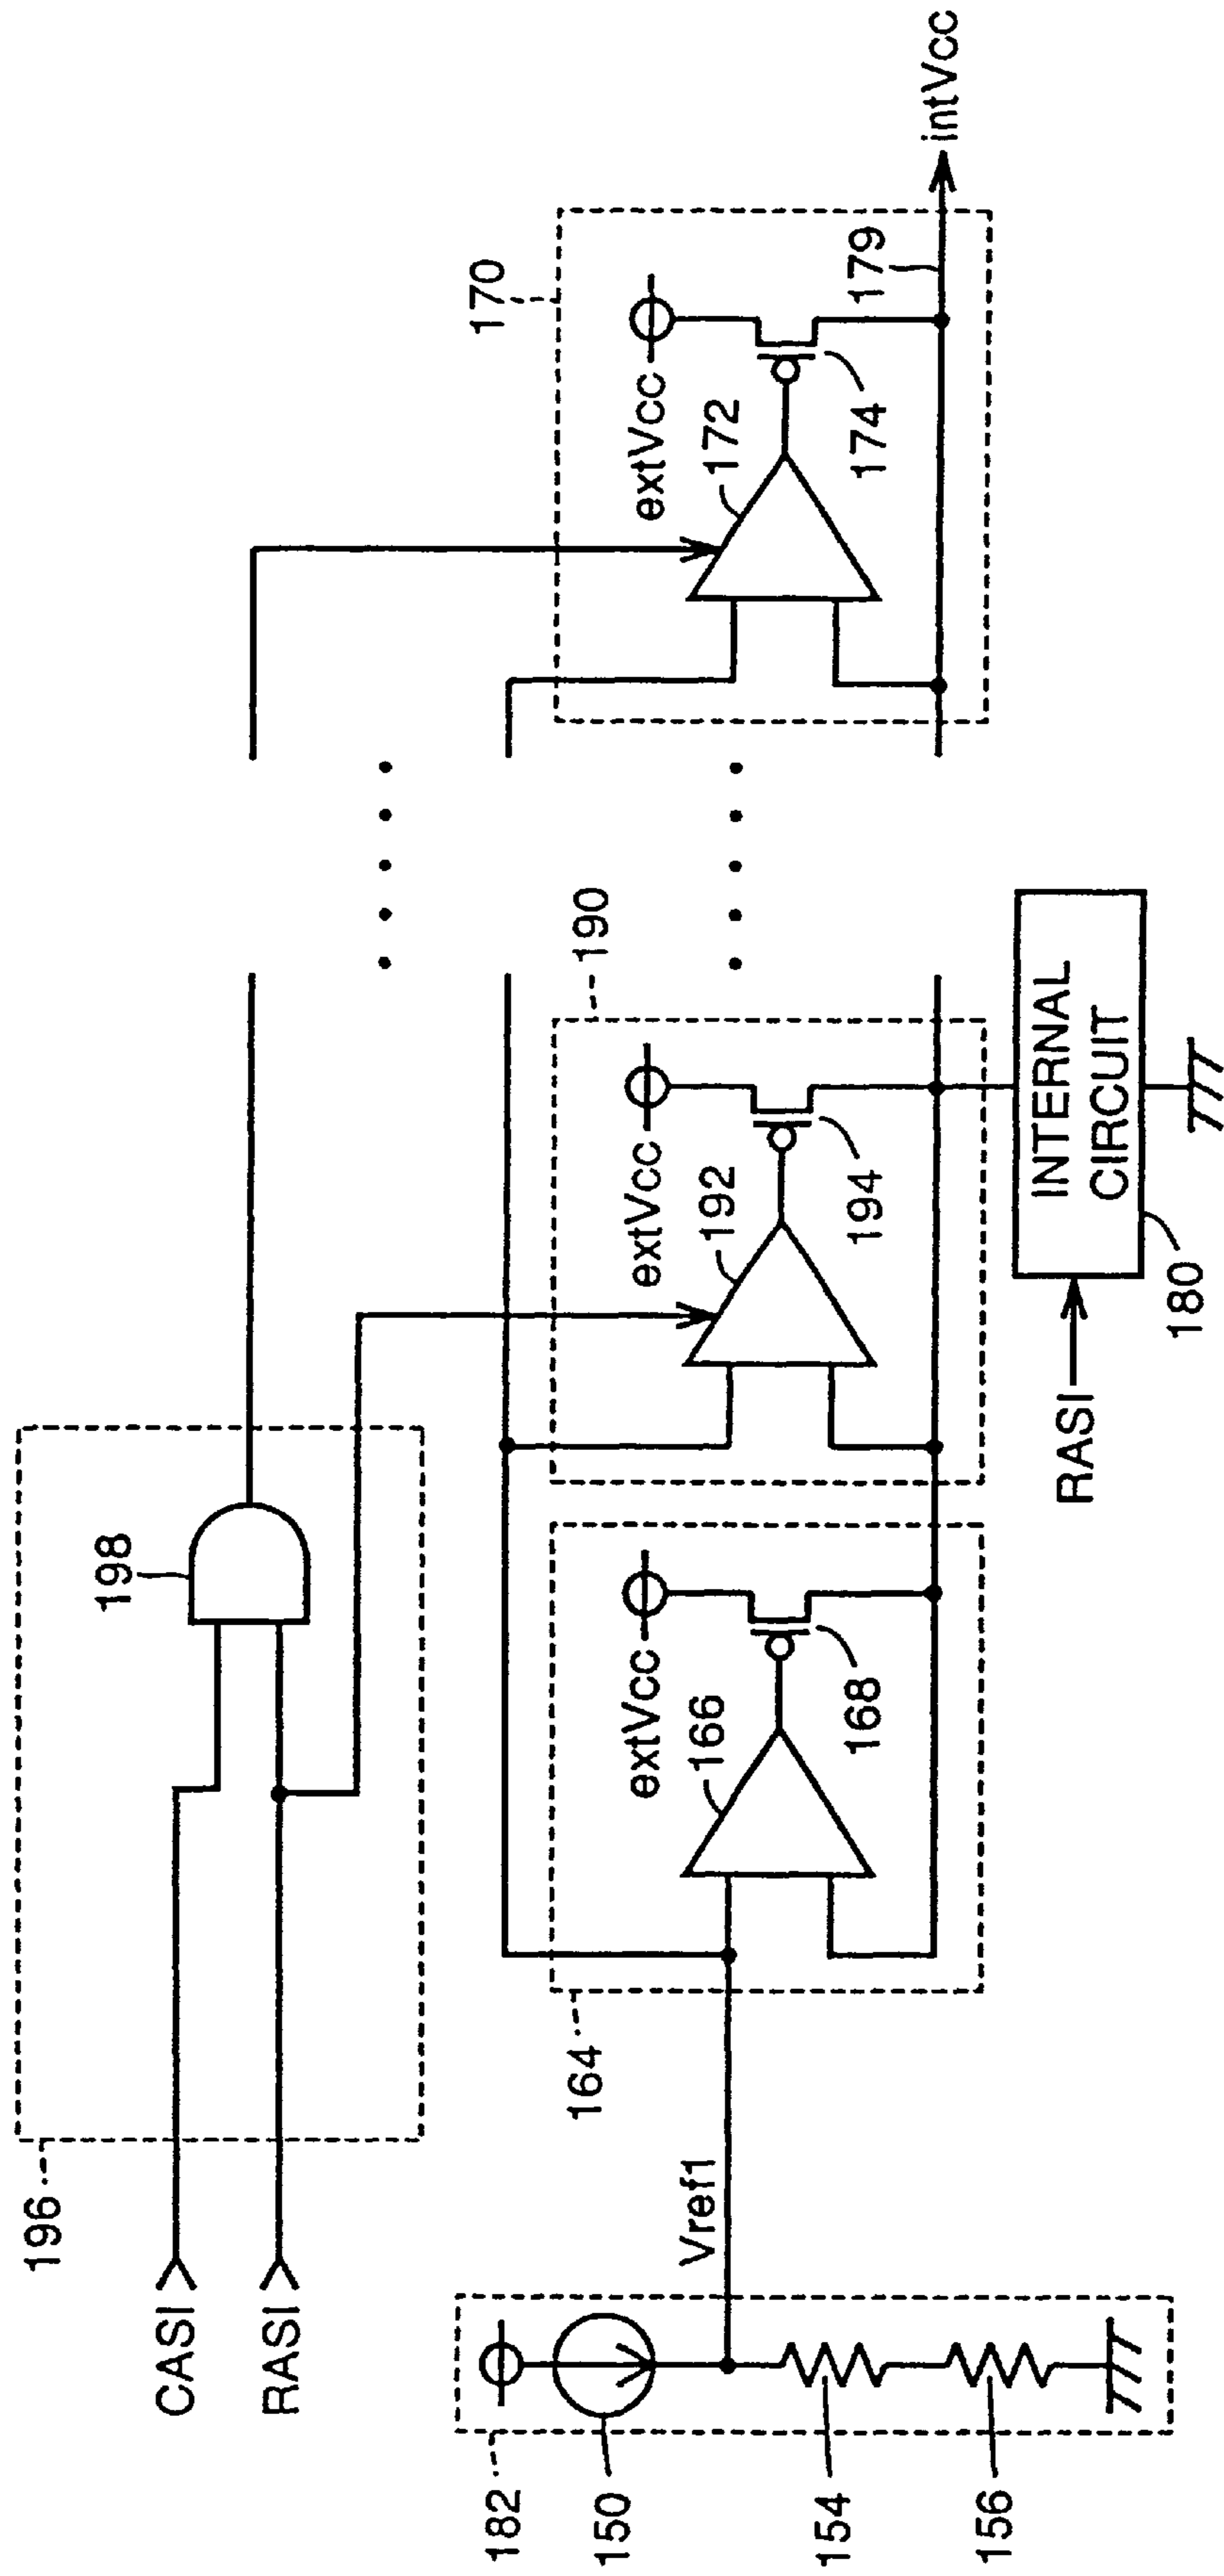 196
CASI
RASI
198
170
extVcc
172
174
179
intVcc
190
extVcc
192
194
164
extVcc
166
168
Vref1
182
150
154
156
RASI
INTERNAL
CIRCUIT
180